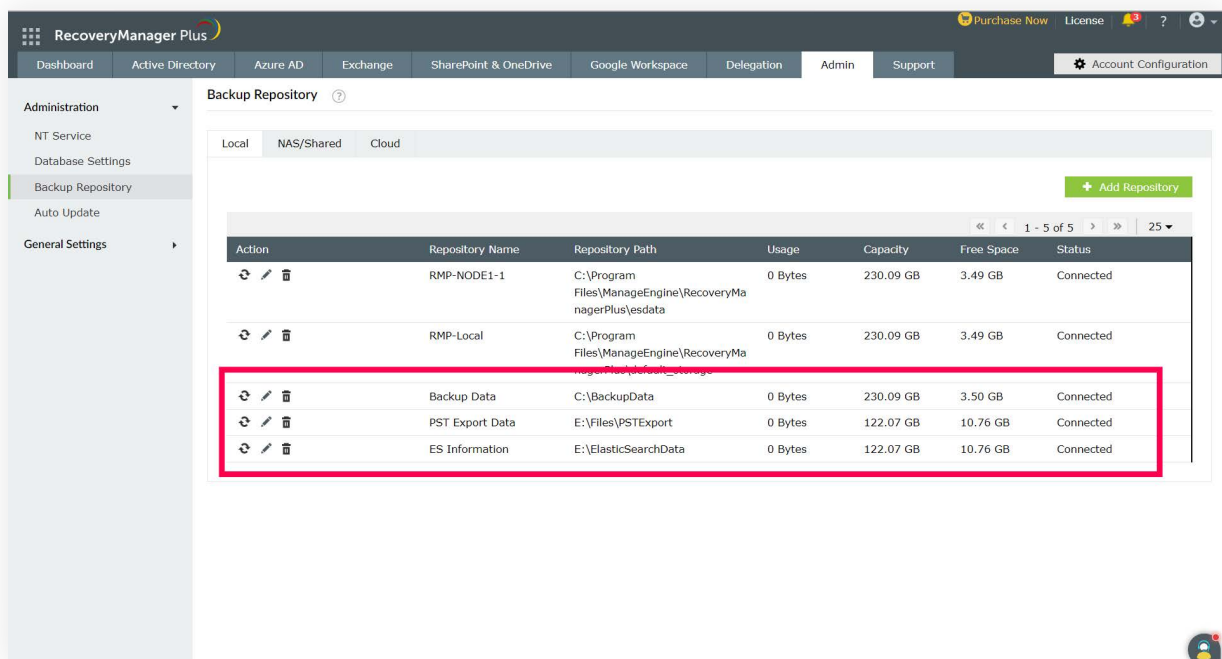 Purchase Now License 3 ?
RecoveryManager Plus
Dashboard Active Directory Azure AD Exchange SharePoint & OneDrive Google Workspace Delegation Admin Support Account Configuration
Administration
NT Service
Database Settings
Backup Repository
Auto Update
General Settings
Backup Repository ?
Local NAS/Shared Cloud
+ Add Repository
« < 1 - 5 of 5 > » 25
Action Repository Name Repository Path Usage Capacity Free Space Status
RMP-NODE1-1 C:\Program 0 Bytes 230.09 GB 3.49 GB Connected
Files\ManageEngine\RecoveryMa
nagerPlus\esdata
RMP-Local C:\Program 0 Bytes 230.09 GB 3.49 GB Connected
Files\ManageEngine\RecoveryMa
nagerPlus\default_storage
Backup Data C:\BackupData 0 Bytes 230.09 GB 3.50 GB Connected
PST Export Data E:\Files\PSTExport 0 Bytes 122.07 GB 10.76 GB Connected
ES Information E:\ElasticSearchData 0 Bytes 122.07 GB 10.76 GB Connected